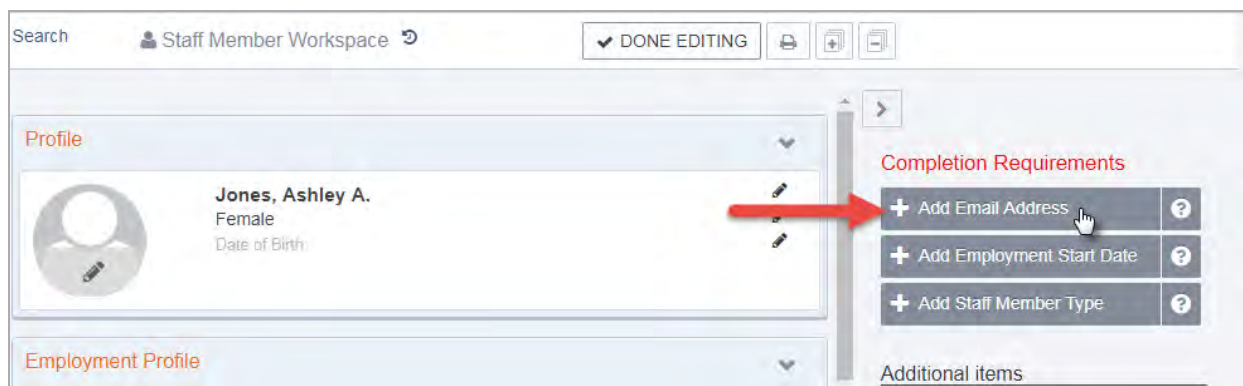 Search Staff Member Workspace DONE EDITING
Profile
Jones, Ashley A.
Female
Date of Birth
Employment Profile
Completion Requirements
Add Email Address
Add Employment Start Date
Add Staff Member Type
Additional items